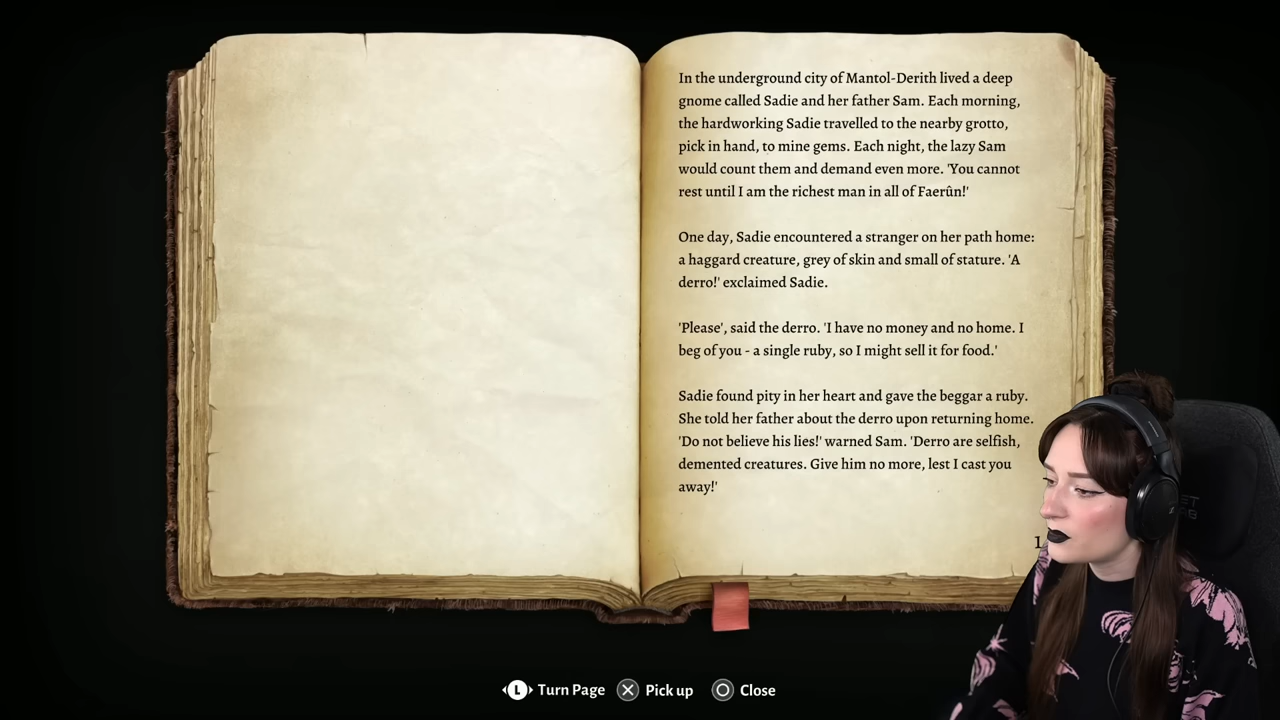 In the underground city of Mantol-Derith lived a deep
gnome called Sadie and her father Sam. Each morning,
the hardworking Sadie travelled to the nearby grotto,
pick in hand, to mine gems. Each night, the lazy Sam
would count them and demand even more. 'You cannot
rest until I am the richest man in all of Faerûn!'
One day, Sadie encountered a stranger on her path home:
a haggard creature, grey of skin and small of stature. 'A
derro!' exclaimed Sadie.
'Please', said the derro. 'I have no money and no home. I
beg of you - a single ruby, so I might sell it for food.'
Sadie found pity in her heart and gave the beggar a ruby.
She told her father about the derro upon returning home.
'Do not believe his lies!' warned Sam. 'Derro are selfish,
demented creatures. Give him no more, lest I cast you
away!'
1
L Turn Page Pick up Close